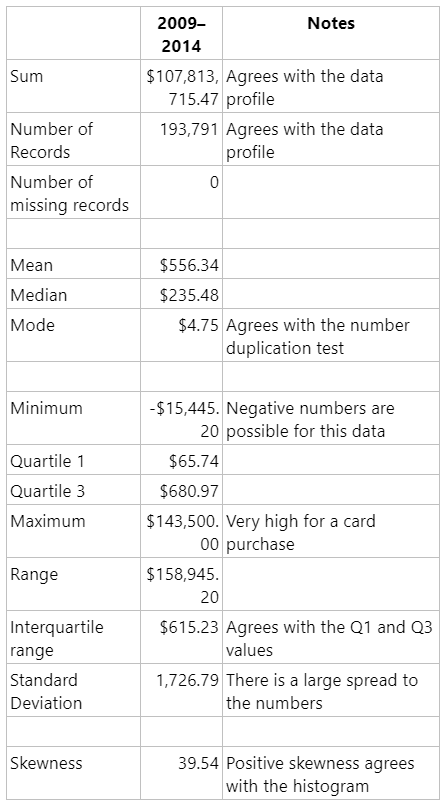 2009–
2014
Notes
Sum
$107,813,
715.47
Agrees with the data
profile
Number of
Records
193,791
Agrees with the data
profile
Number of
missing records
0
Mean
$556.34
Median
$235.48
Mode
$4.75
Agrees with the number
duplication test
Minimum
-$15,445.
20
Negative numbers are
possible for this data
Quartile 1
$65.74
Quartile 3
$680.97
Maximum
$143,500.
00
Very high for a card
purchase
Range
$158,945.
20
Interquartile
range
$615.23
Agrees with the Q1 and Q3
values
Standard
Deviation
1,726.79
There is a large spread to
the numbers
Skewness
39.54
Positive skewness agrees
with the histogram